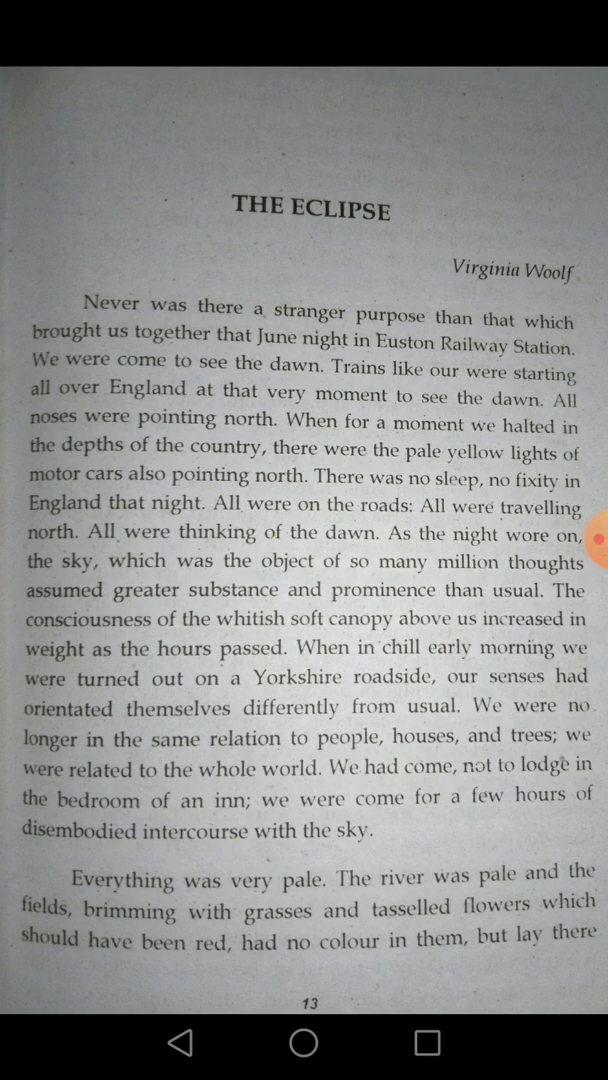 THE ECLIPSE
Virginia Woolf
Never was there a stranger purpose than that which
brought us together that June night in Euston Railway Station.
We were come to see the dawn. Trains like our were starting
all over England at that very moment to see the dawn. All
noses were pointing north. When for a moment we halted in
the depths of the country, there were the pale yellow lights of
motor cars also pointing north. There was no sleep, no fixity in
England that night. All were on the roads: All were travelling
north. All were thinking of the dawn. As the night wore on,
the sky, which was the object of so many million thoughts
assumed greater substance and prominence than usual. The
consciousness of the whitish soft canopy above us increased in
weight as the hours passed. When in chill early morning we
were turned out on a Yorkshire roadside, our senses had
orientated themselves differently from usual. We were no
longer in the same relation to people, houses, and trees; we
were related to the whole world. We had come, not to lodge in
the bedroom of an inn; we were come for a few hours of
disembodied intercourse with the sky.
Everything was very pale. The river was pale and the
fields, brimming with grasses and tasselled flowers which
should have been red, had no colour in them, but lay there
13